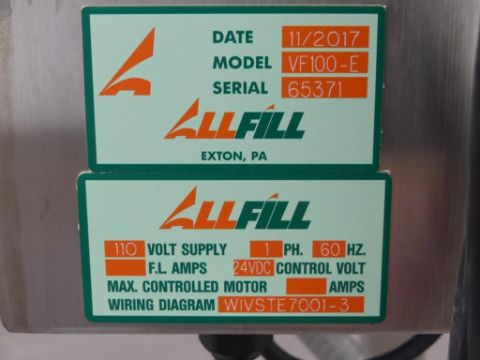 DATE 11/2017
MODEL VF100-E
SERIAL 65371
ALLFILL
EXTON, PA
ALLFILL
110 VOLT SUPPLY 1 PH. 60 HZ.
F.L. AMPS 24VDC CONTROL VOLT
MAX. CONTROLLED MOTOR AMPS
WIRING DIAGRAM WIVSTE7001-3